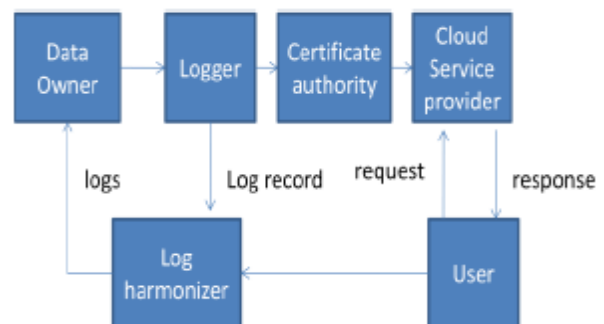 Data
Owner
Logger
Certificate
authority
Cloud
Service
provider
logs
Log record
request
response
Log
harmonizer
User